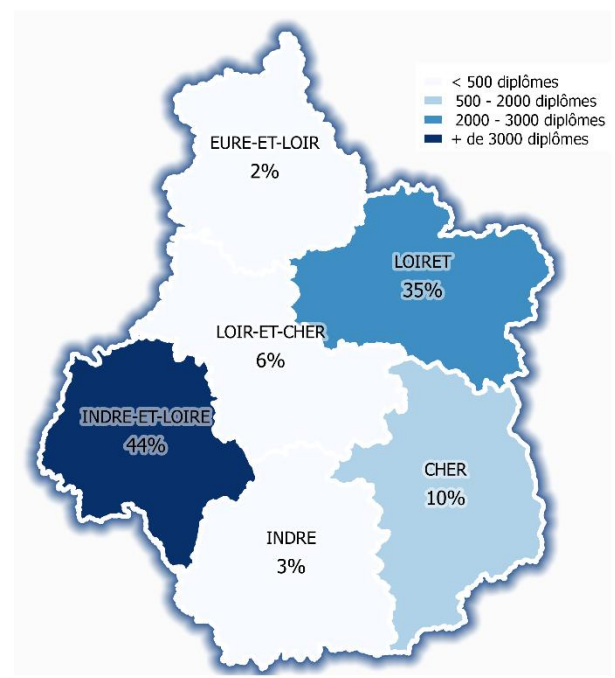 < 500 diplômes
500 - 2000 diplômes
2000 - 3000 diplômes
+ de 3000 diplômes
EURE-ET-LOIR
2%
LOIRET
35%
LOIR-ET-CHER
6%
INDRE-ET-LOIRE
44%
CHER
10%
INDRE
3%